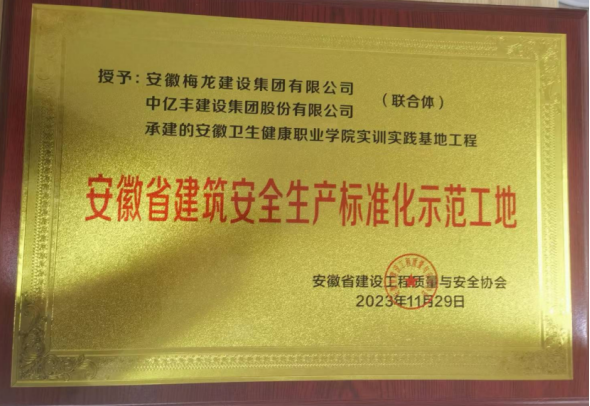 授予：安徽梅龙建设集团有限公司
中亿丰建设集团股份有限公司 （联合体）
承建的安徽卫生健康职业学院实训实践基地工程
安徽省建筑安全生产标准化示范工地
安徽省建设工程质量与安全协会
2023年11月29日